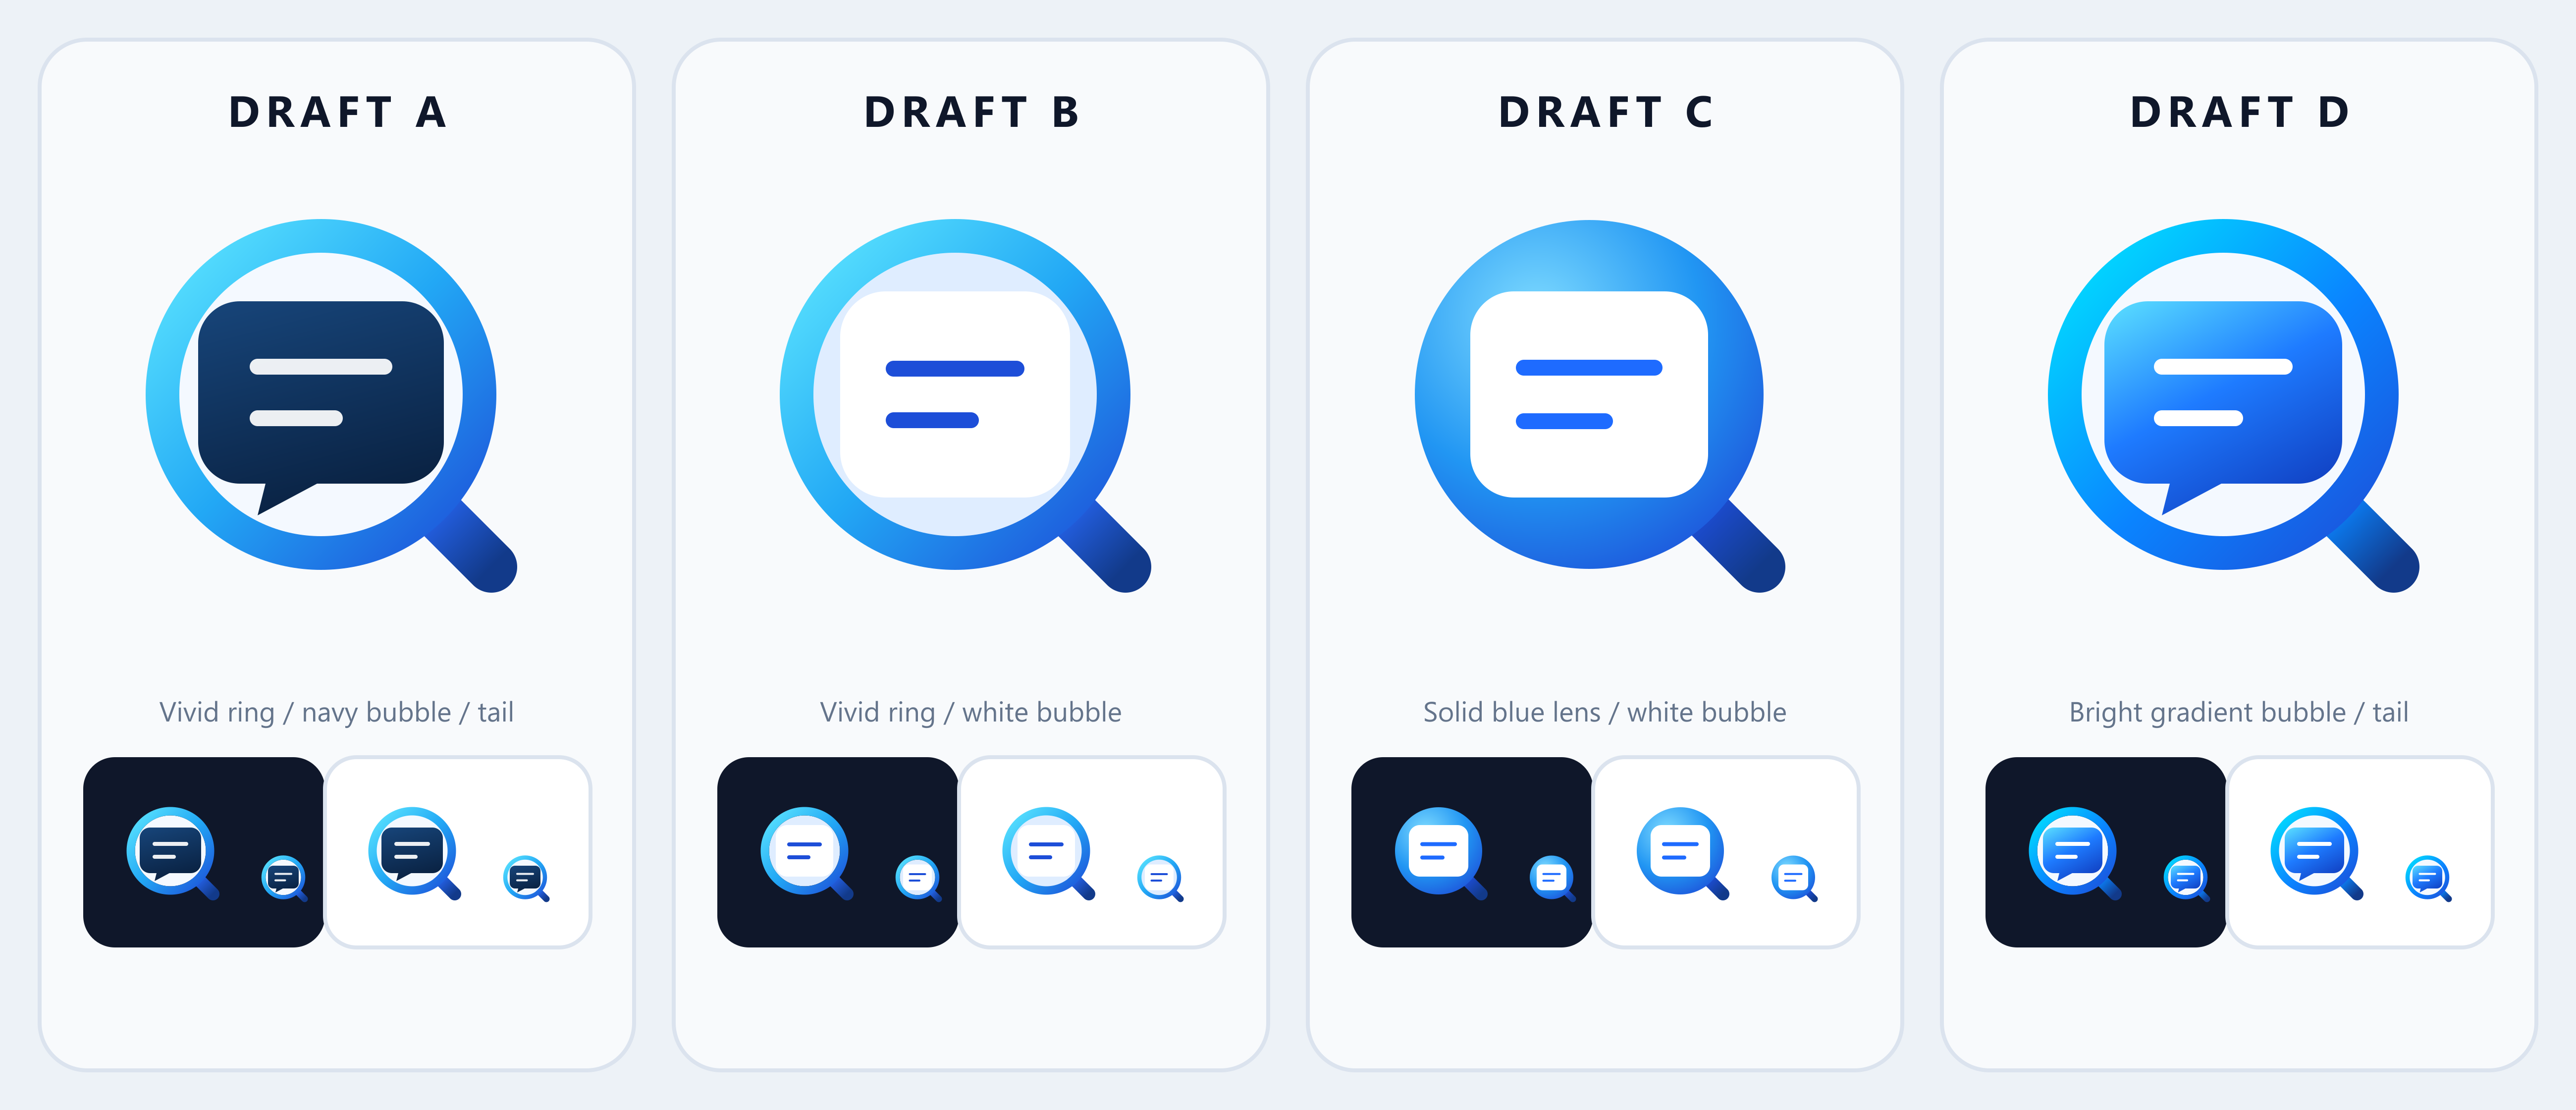 DRAFT A
Vivid ring / navy bubble / tail
DRAFT B
Vivid ring / white bubble
DRAFT C
Solid blue lens / white bubble
DRAFT D
Bright gradient bubble / tail